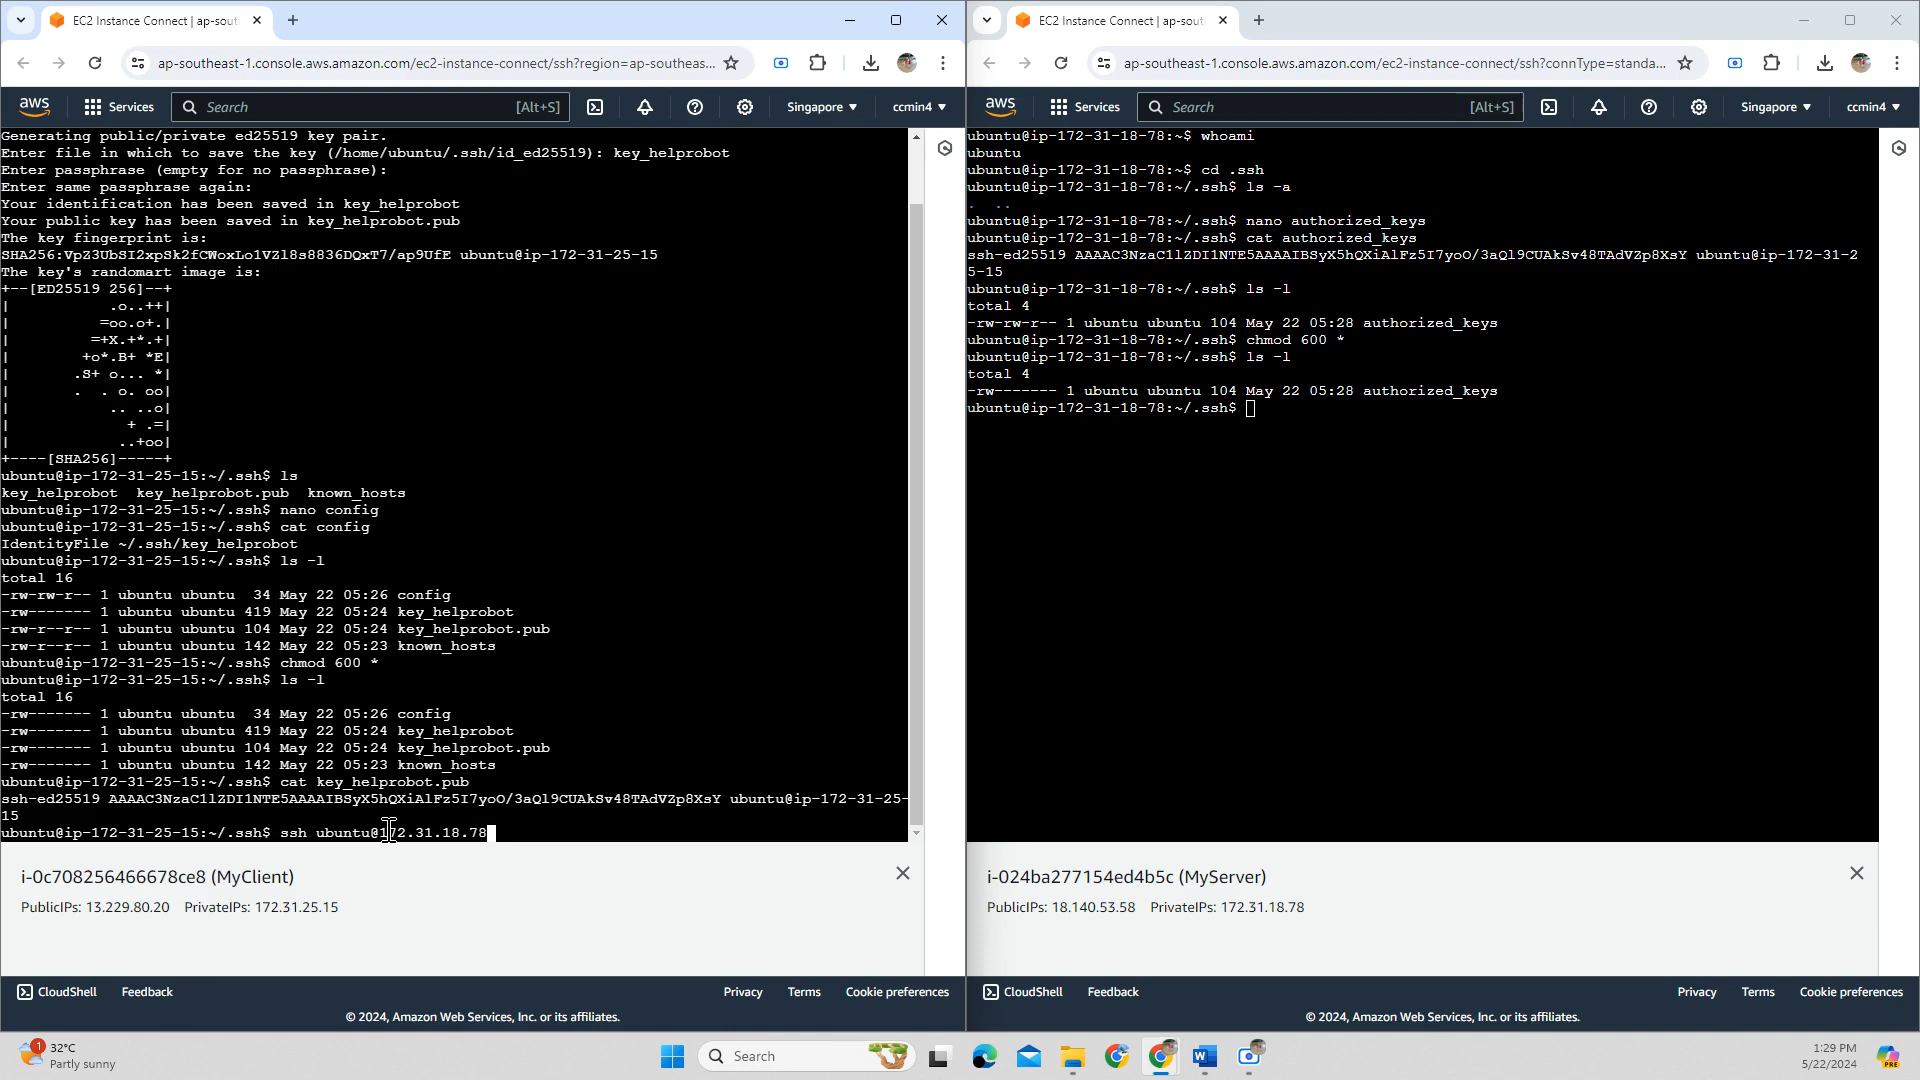 EC2 Instance Connect | ap-sout
ap-southeast-1.console.aws.amazon.com/ec2-instance-connect/ssh?region=ap-southeas...
aws
Services
Search
[Alt+S]
Singapore
ccmin4
Generating public/private ed25519 key pair.
Enter file in which to save the key (/home/ubuntu/.ssh/id_ed25519): key_helprobot
Enter passphrase (empty for no passphrase):
Enter same passphrase again:
Your identification has been saved in key_helprobot
Your public key has been saved in key_helprobot.pub
The key fingerprint is:
SHA256:VpZ3UbSI2xpSk2fCWoxLo1VZl8s8836DQxT7/ap9UfE ubuntu@ip-172-31-25-15
The key's randomart image is:
+--[ED25519 256]--+
|           .o..++|
|          =oo.o+.|
|         =+X.+*.+|
|        +o*.B+ *E|
|       .S+ o... *|
|       .  . o. oo|
|           .. ..o|
|             + .=|
|            ..+oo|
+----[SHA256]-----+
ubuntu@ip-172-31-25-15:~/.ssh$ ls
key_helprobot  key_helprobot.pub  known_hosts
ubuntu@ip-172-31-25-15:~/.ssh$ nano config
ubuntu@ip-172-31-25-15:~/.ssh$ cat config
IdentityFile ~/.ssh/key_helprobot
ubuntu@ip-172-31-25-15:~/.ssh$ ls -l
total 16
-rw-rw-r-- 1 ubuntu ubuntu  34 May 22 05:26 config
-rw------- 1 ubuntu ubuntu 419 May 22 05:24 key_helprobot
-rw-r--r-- 1 ubuntu ubuntu 104 May 22 05:24 key_helprobot.pub
-rw-r--r-- 1 ubuntu ubuntu 142 May 22 05:23 known_hosts
ubuntu@ip-172-31-25-15:~/.ssh$ chmod 600 *
ubuntu@ip-172-31-25-15:~/.ssh$ ls -l
total 16
-rw------- 1 ubuntu ubuntu  34 May 22 05:26 config
-rw------- 1 ubuntu ubuntu 419 May 22 05:24 key_helprobot
-rw------- 1 ubuntu ubuntu 104 May 22 05:24 key_helprobot.pub
-rw------- 1 ubuntu ubuntu 142 May 22 05:23 known_hosts
ubuntu@ip-172-31-25-15:~/.ssh$ cat key_helprobot.pub
ssh-ed25519 AAAAC3NzaC1lZDI1NTE5AAAAIBSyX5hQXiAlFz5I7yoO/3aQl9CUAkSv48TAdVZp8XsY ubuntu@ip-172-31-25-
15
ubuntu@ip-172-31-25-15:~/.ssh$ ssh ubuntu@172.31.18.78
i-0c708256466678ce8 (MyClient)
PublicIPs: 13.229.80.20   PrivateIPs: 172.31.25.15
CloudShell
Feedback
Privacy
Terms
Cookie preferences
© 2024, Amazon Web Services, Inc. or its affiliates.
EC2 Instance Connect | ap-sout
ap-southeast-1.console.aws.amazon.com/ec2-instance-connect/ssh?connType=standa...
aws
Services
Search
[Alt+S]
Singapore
ccmin4
ubuntu@ip-172-31-18-78:~$ whoami
ubuntu
ubuntu@ip-172-31-18-78:~$ cd .ssh
ubuntu@ip-172-31-18-78:~/.ssh$ ls -a
.  ..
ubuntu@ip-172-31-18-78:~/.ssh$ nano authorized_keys
ubuntu@ip-172-31-18-78:~/.ssh$ cat authorized_keys
ssh-ed25519 AAAAC3NzaC1lZDI1NTE5AAAAIBSyX5hQXiAlFz5I7yoO/3aQl9CUAkSv48TAdVZp8XsY ubuntu@ip-172-31-2
5-15
ubuntu@ip-172-31-18-78:~/.ssh$ ls -l
total 4
-rw-rw-r-- 1 ubuntu ubuntu 104 May 22 05:28 authorized_keys
ubuntu@ip-172-31-18-78:~/.ssh$ chmod 600 *
ubuntu@ip-172-31-18-78:~/.ssh$ ls -l
total 4
-rw------- 1 ubuntu ubuntu 104 May 22 05:28 authorized_keys
ubuntu@ip-172-31-18-78:~/.ssh$
i-024ba277154ed4b5c (MyServer)
PublicIPs: 18.140.53.58   PrivateIPs: 172.31.18.78
CloudShell
Feedback
Privacy
Terms
Cookie preferences
© 2024, Amazon Web Services, Inc. or its affiliates.
1
32°C
Partly sunny
Search
1:29 PM
5/22/2024
PRE